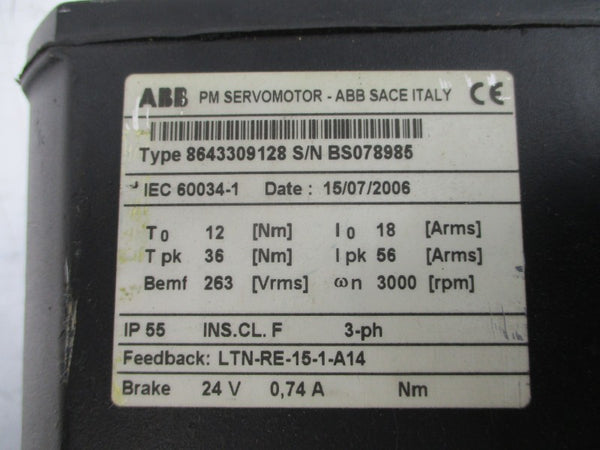 ABB PM SERVOMOTOR - ABB SACE ITALY CE
Type 8643309128 S/N BS078985
IEC 60034-1 Date : 15/07/2006
To 12 [Nm] Io 18 [Arms]
T pk 36 [Nm] I pk 56 [Arms]
Bemf 263 [Vrms] ωn 3000 [rpm]
IP 55 INS.CL. F 3-ph
Feedback: LTN-RE-15-1-A14
Brake 24 V 0,74 A Nm